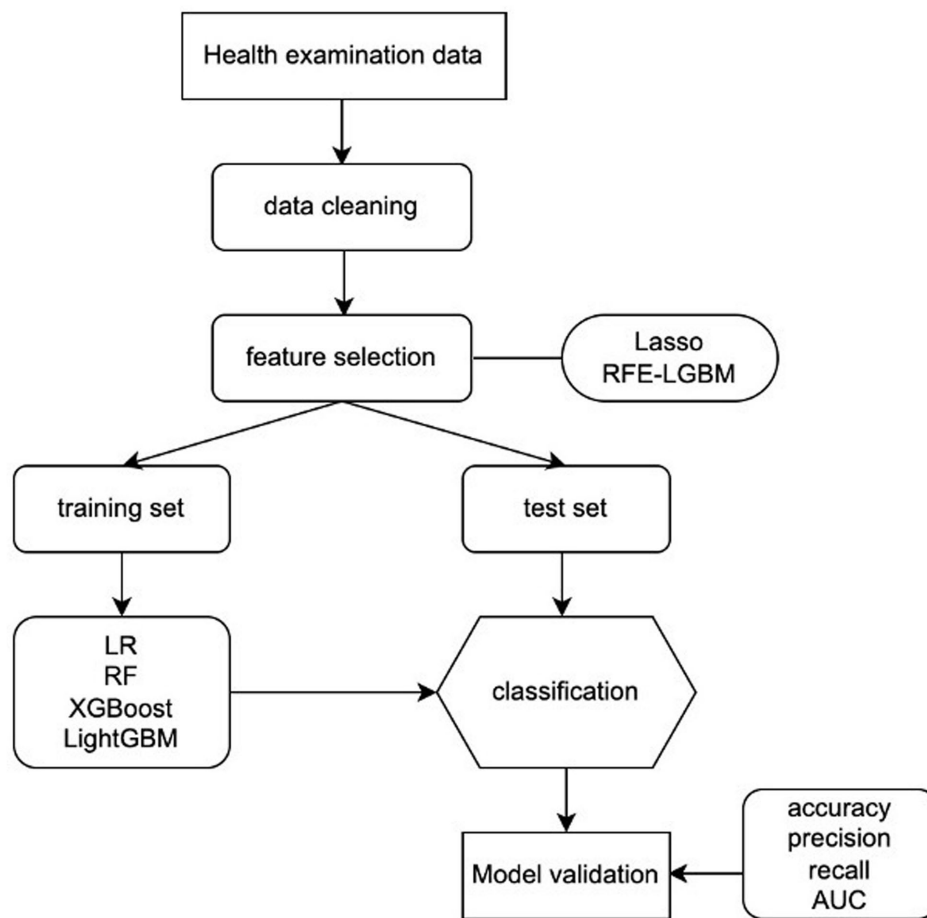 Health examination data
data cleaning
feature selection
Lasso
RFE-LGBM
training set
test set
LR
RF
XGBoost
LightGBM
classification
Model validation
accuracy
precision
recall
AUC